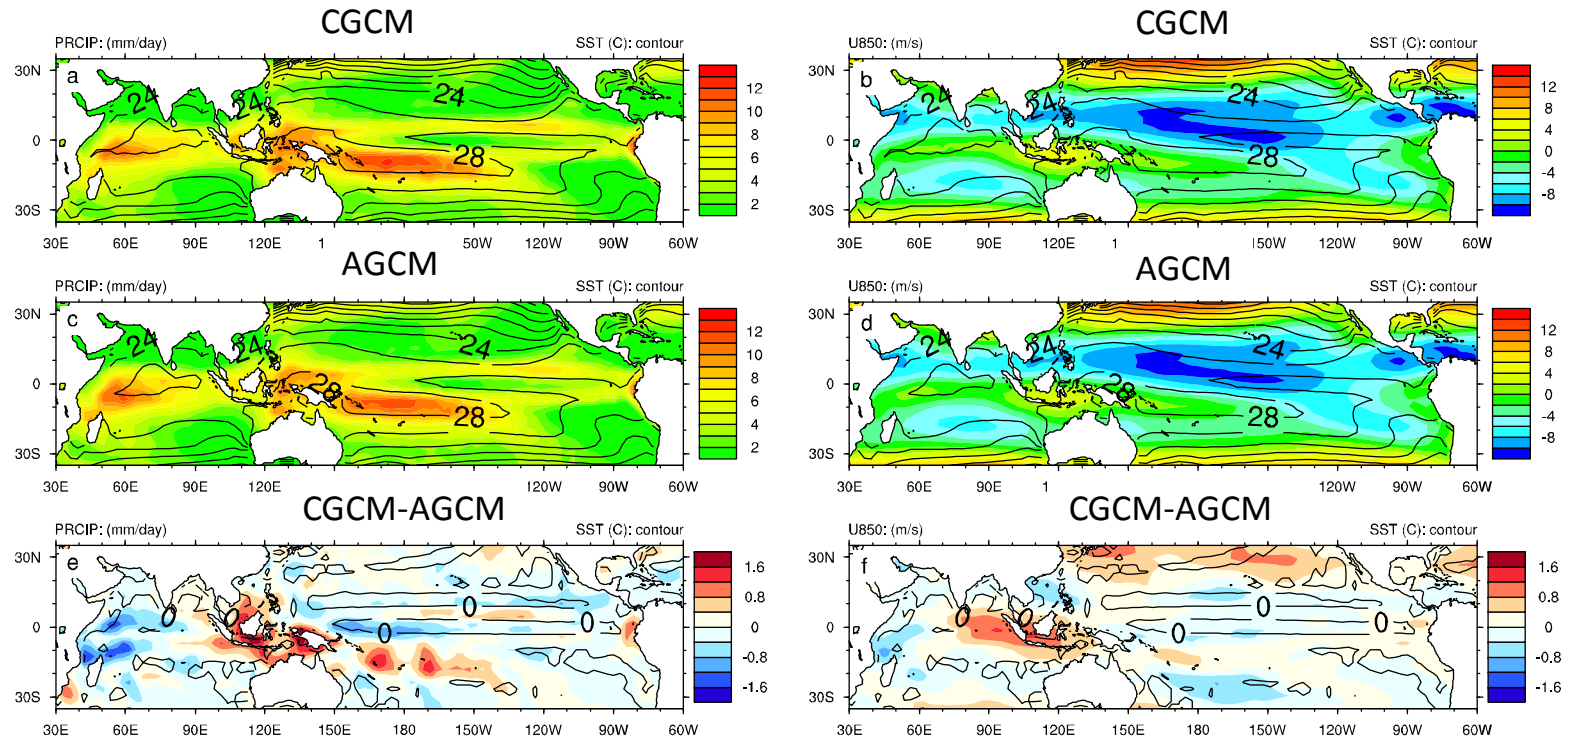 CGCM
CGCM
PRCIP: (mm/day)
SST (C): contour
U850: (m/s)
SST (C): contour
30N
a
24
24
24
28
0
30S
12
10
8
6
4
2
30E
60E
90E
120E
1
50W
120W
90W
60W
30N
b
24
24
24
28
0
30S
12
8
4
0
-4
-8
30E
60E
90E
120E
1
150W
120W
90W
60W
AGCM
AGCM
PRCIP: (mm/day)
SST (C): contour
U850: (m/s)
SST (C): contour
30N
c
24
24
24
28
28
0
30S
12
10
8
6
4
2
30E
60E
90E
120E
120W
90W
60W
30N
d
24
24
24
28
28
0
30S
12
8
4
0
-4
-8
30E
60E
90E
1
120W
90W
60W
CGCM-AGCM
CGCM-AGCM
PRCIP: (mm/day)
SST (C): contour
U850: (m/s)
SST (C): contour
30N
e
0
0
0
0
0
0
30S
1.6
0.8
0
-0.8
-1.6
30E
60E
90E
120E
150E
180
150W
120W
90W
60W
30N
f
0
0
0
0
0
0
30S
1.6
0.8
0
-0.8
-1.6
30E
60E
90E
120E
150E
180
150W
120W
90W
60W